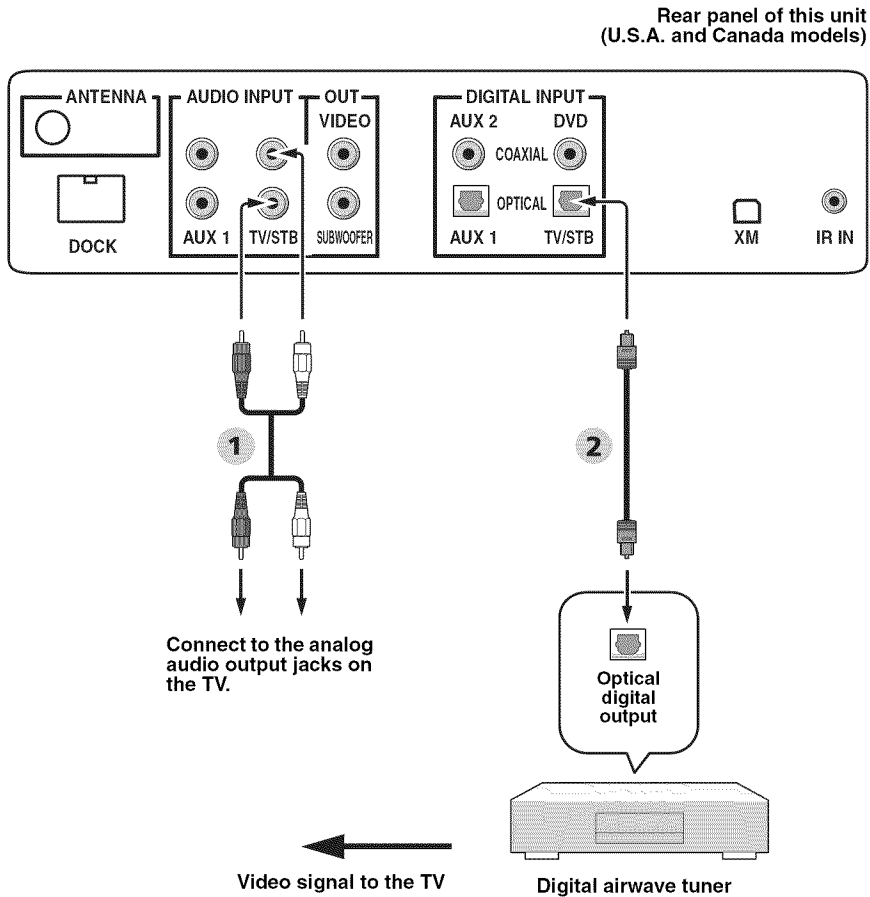 Rear panel of this unit
(U.S.A. and Canada models)
ANTENNA
AUDIO INPUT
OUT
DIGITAL INPUT
VIDEO
AUX 2
DVD
COAXIAL
OPTICAL
DOCK
AUX 1
TV/STB
SUBWOOFER
AUX 1
TV/STB
XM
IR IN
1
2
Connect to the analog
audio output jacks on
the TV.
Optical
digital
output
Video signal to the TV
Digital airwave tuner